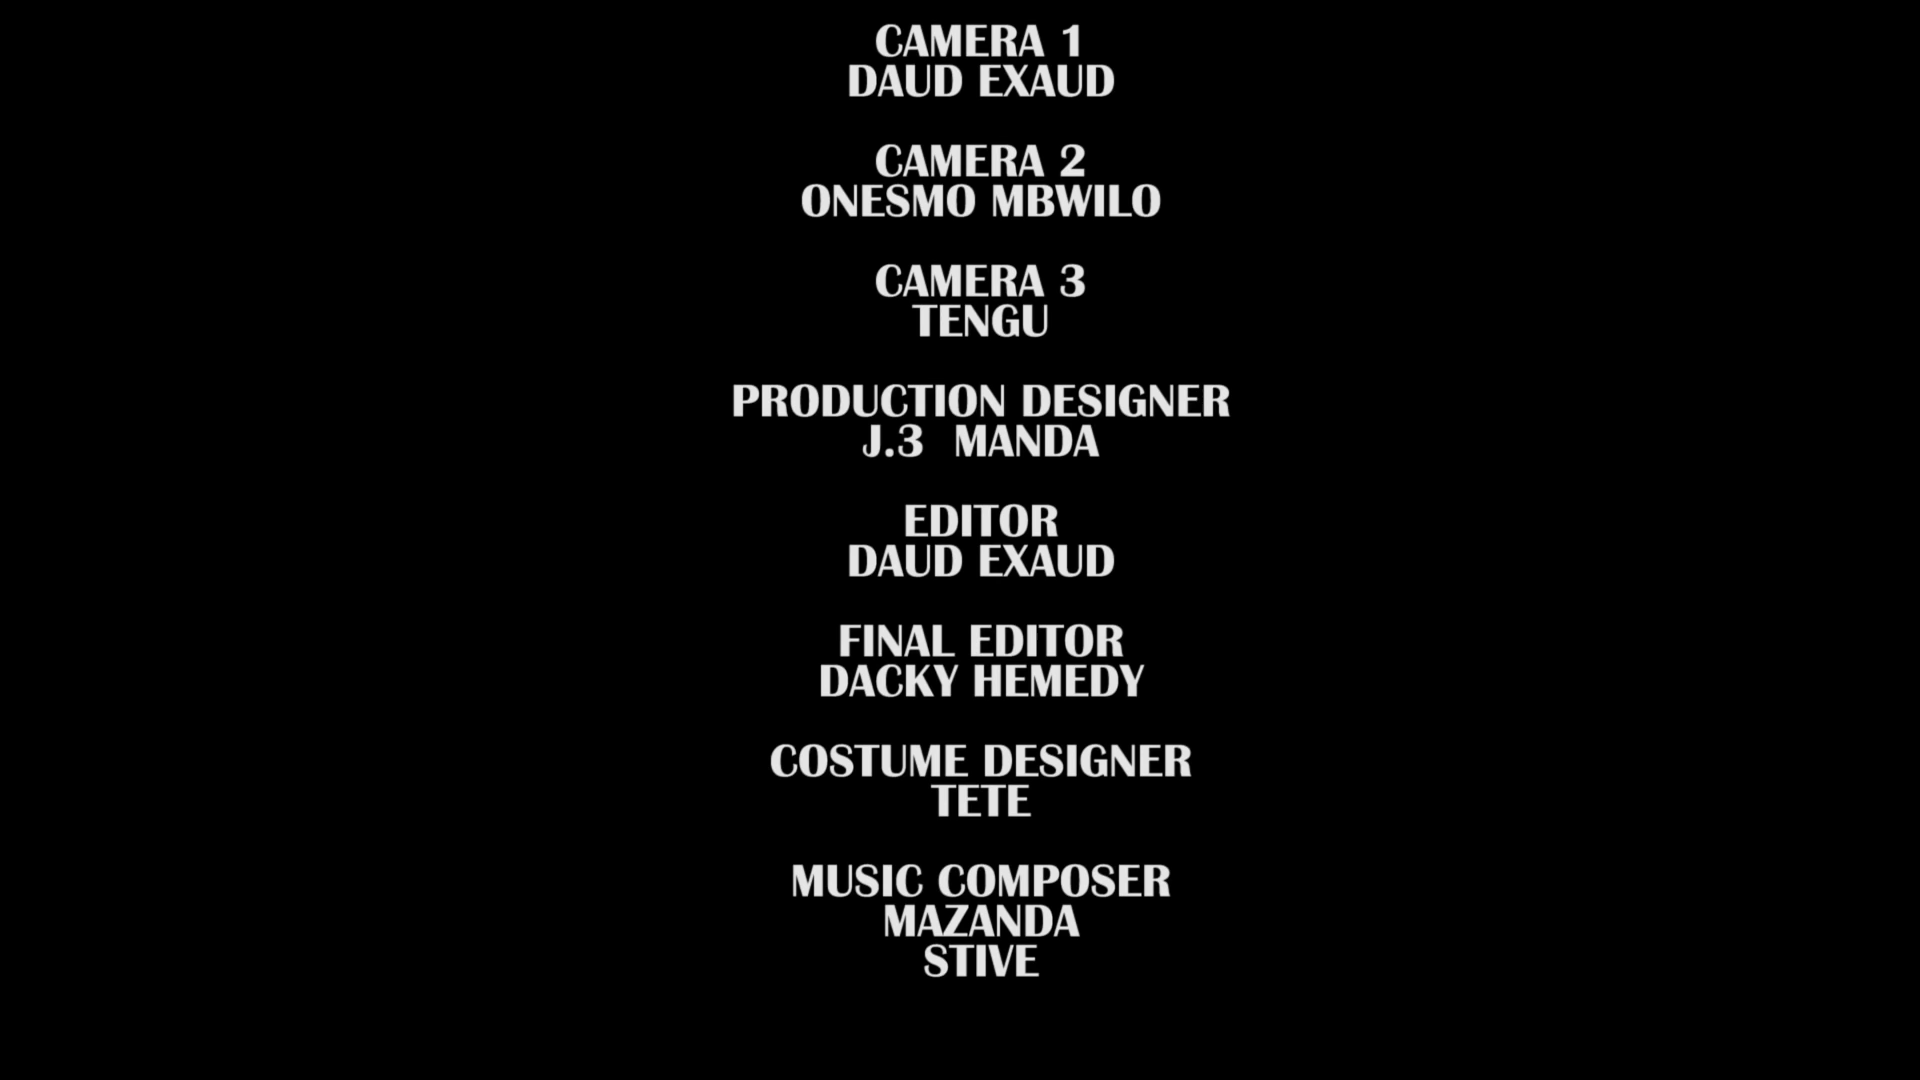 CAMERA 1
DAUD EXAUD
CAMERA 2
ONESMO MBWILO
CAMERA 3
TENGU
PRODUCTION DESIGNER
J.3 MANDA
EDITOR
DAUD EXAUD
FINAL EDITOR
DACKY HEMEDY
COSTUME DESIGNER
TETE
MUSIC COMPOSER
MAZANDA
STIVE